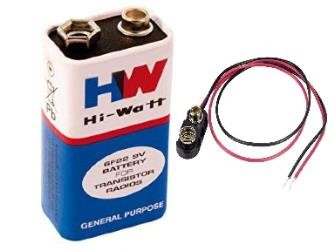 HW
Hi-Watt
6F22 9V
BATTERY
FOR
TRANSISTOR
RADIOS
GENERAL PURPOSE